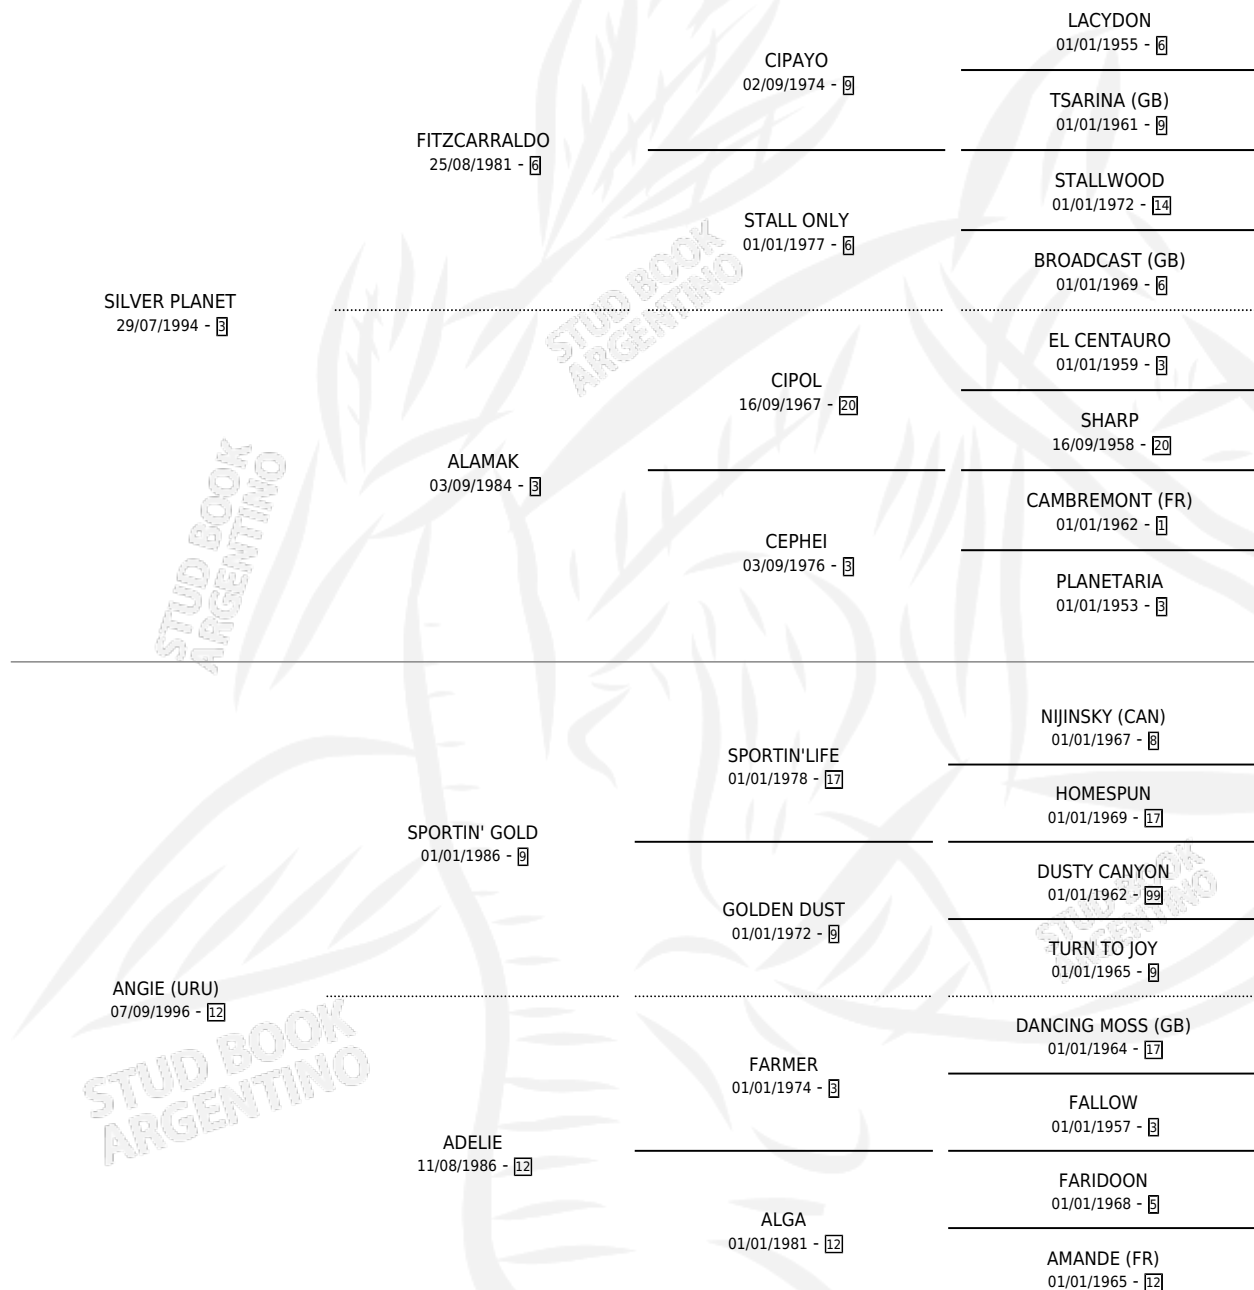 LACYDON
01/01/1955 - 6
CIPAYO
02/09/1974 - 9
TSARINA (GB)
01/01/1961 - 9
FITZCARRALDO
25/08/1981 - 6
STALLWOOD
01/01/1972 - 14
STALL ONLY
01/01/1977 - 6
BROADCAST (GB)
01/01/1969 - 6
SILVER PLANET
29/07/1994 - 3
EL CENTAURO
01/01/1959 - 3
CIPOL
16/09/1967 - 20
SHARP
16/09/1958 - 20
ALAMAK
03/09/1984 - 3
CAMBREMONT (FR)
01/01/1962 - 1
CEPHEI
03/09/1976 - 3
PLANETARIA
01/01/1953 - 3
NIJINSKY (CAN)
01/01/1967 - 8
SPORTIN'LIFE
01/01/1978 - 17
HOMESPUN
01/01/1969 - 17
SPORTIN' GOLD
01/01/1986 - 9
DUSTY CANYON
01/01/1962 - 99
GOLDEN DUST
01/01/1972 - 9
TURN TO JOY
01/01/1965 - 9
ANGIE (URU)
07/09/1996 - 12
DANCING MOSS (GB)
01/01/1964 - 17
FARMER
01/01/1974 - 3
FALLOW
01/01/1957 - 3
ADELIE
11/08/1986 - 12
FARIDOON
01/01/1968 - 5
ALGA
01/01/1981 - 12
AMANDE (FR)
01/01/1965 - 12
STUD BOOK
ARGENTINO
STUD BOOK
ARGENTINO
STUD BOOK
ARGENTINO
STUD BOOK
ARGENTINO